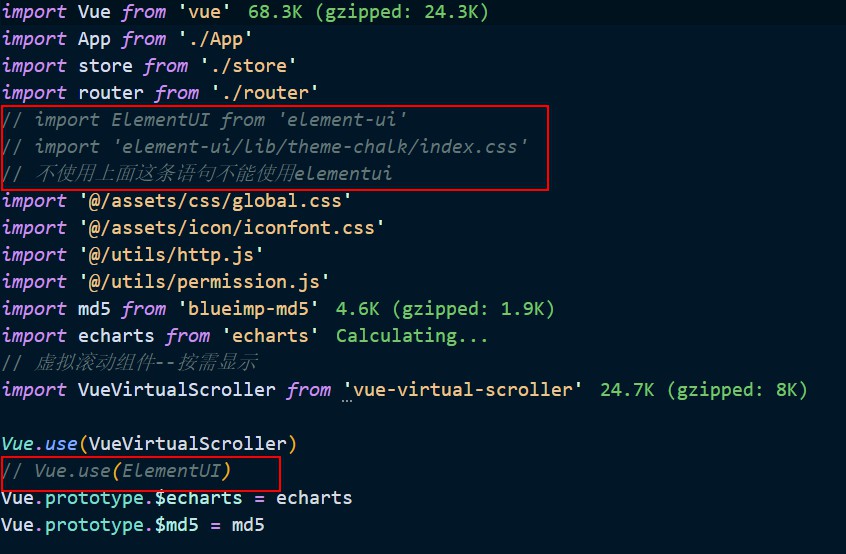 import Vue from 'vue' 68.3K (gzipped: 24.3K)
import App from './App'
import store from './store'
import router from './router'
// import ElementUI from 'element-ui'
// import 'element-ui/lib/theme-chalk/index.css'
// 不使用上面这条语句不能使用elementui
import '@/assets/css/global.css'
import '@/assets/icon/iconfont.css'
import '@/utils/http.js'
import '@/utils/permission.js'
import md5 from 'blueimp-md5' 4.6K (gzipped: 1.9K)
import echarts from 'echarts' Calculating...
// 虚拟滚动组件--按需显示
import VueVirtualScroller from 'vue-virtual-scroller' 24.7K (gzipped: 8K)
Vue.use(VueVirtualScroller)
// Vue.use(ElementUI)
Vue.prototype.$echarts = echarts
Vue.prototype.$md5 = md5